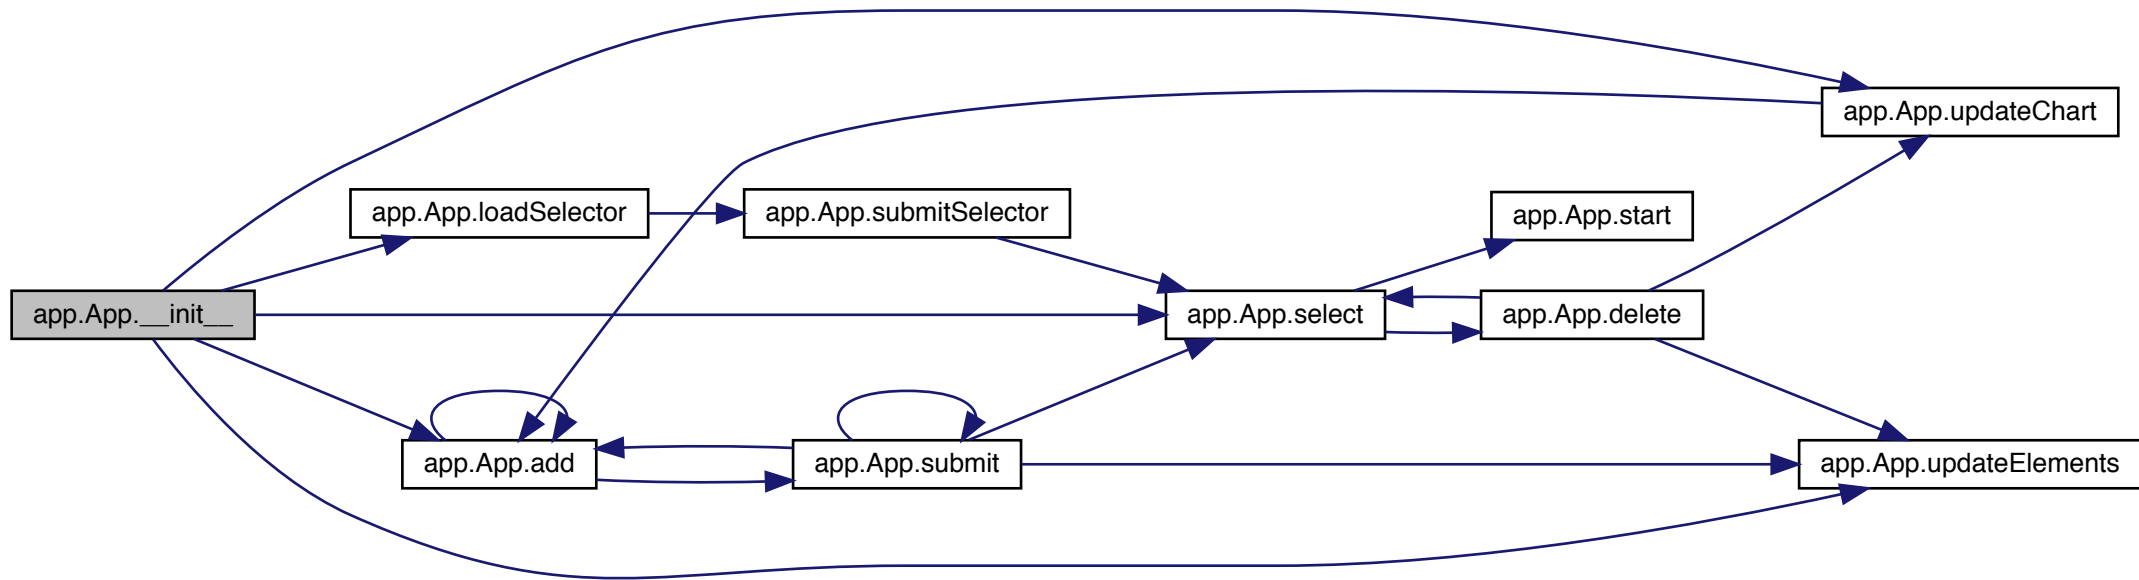 app.App.updateChart
app.App.loadSelector
app.App.submitSelector
app.App.start
app.App.__init__
app.App.select
app.App.delete
app.App.add
app.App.submit
app.App.updateElements